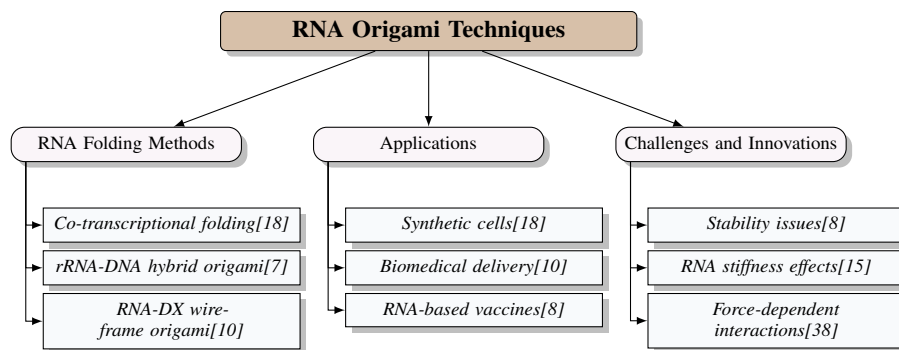 RNA Origami Techniques
RNA Folding Methods
Applications
Challenges and Innovations
Co-transcriptional folding[18]
rRNA-DNA hybrid origami[7]
RNA-DX wire-
frame origami[10]
Synthetic cells[18]
Biomedical delivery[10]
RNA-based vaccines[8]
Stability issues[8]
RNA stiffness effects[15]
Force-dependent
interactions[38]